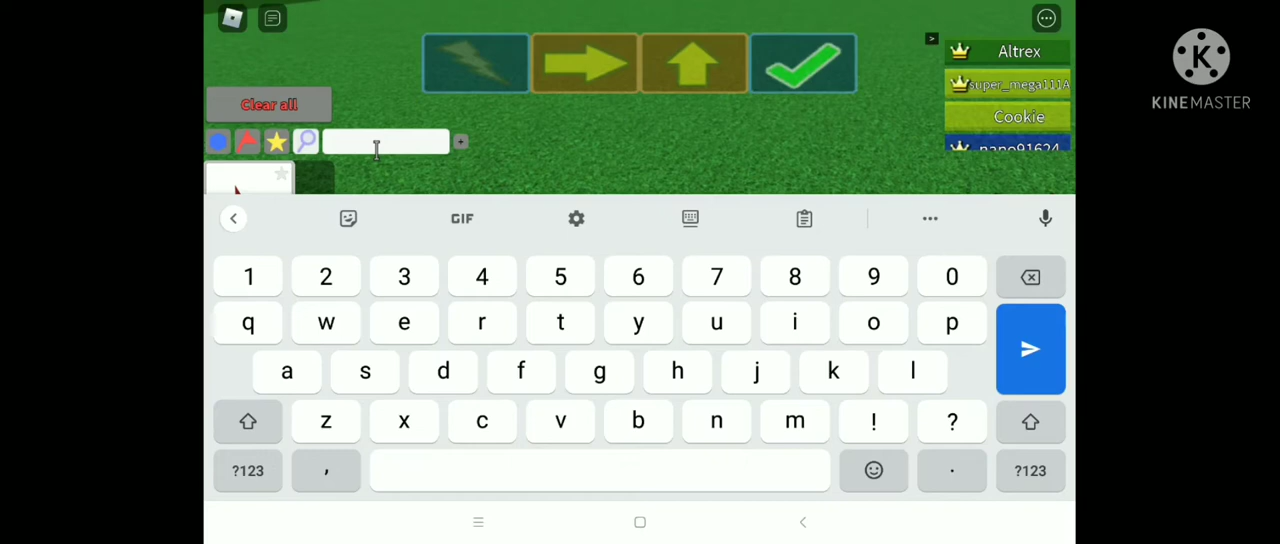 Altrex
super_mega111A
Cookie
nano91624
Clear all
+
>
K
KINEMASTER
GIF
1 2 3 4 5 6 7 8 9 0
q w e r t y u i o p
a s d f g h j k l
z x c v b n m ! ?
?123 , . ?123